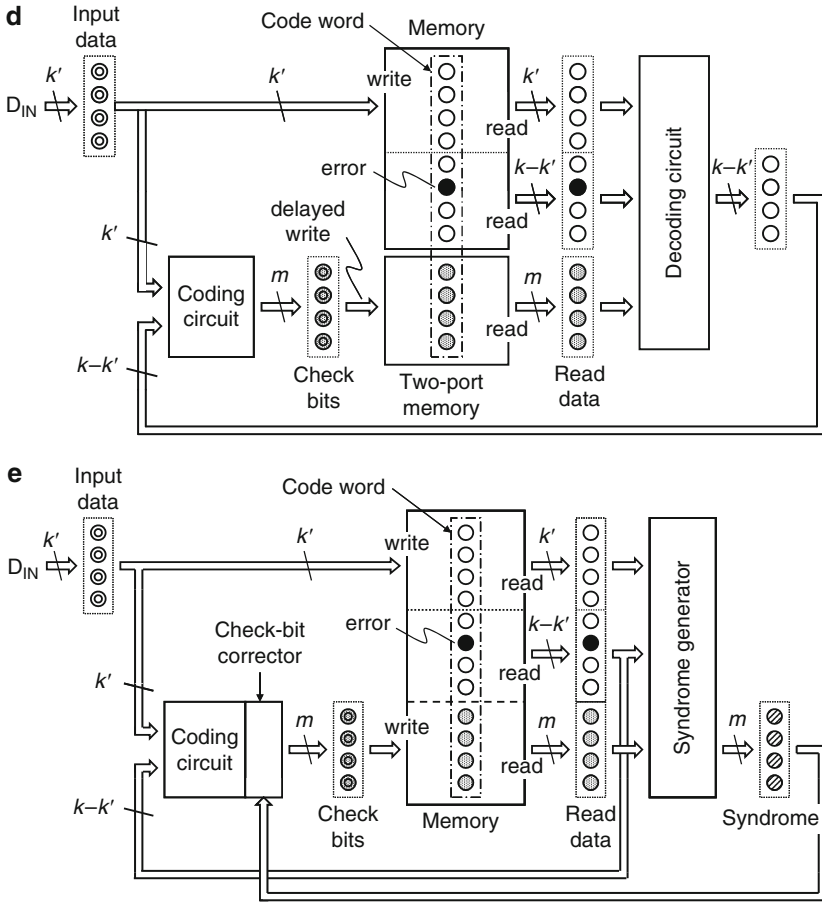 d
Input
data
Code word
Memory
k′
D_IN
k′
write
k′
read
error
k–k′
read
Decoding circuit
k–k′
delayed
write
k′
Coding
circuit
m
m
read
k–k′
Check
bits
Two-port
memory
Read
data
e
Input
data
Code word
k′
D_IN
k′
write
k′
read
Check-bit
corrector
error
k–k′
read
Syndrome generator
k′
Coding
circuit
m
write
m
read
m
k–k′
Check
bits
Memory
Read
data
Syndrome